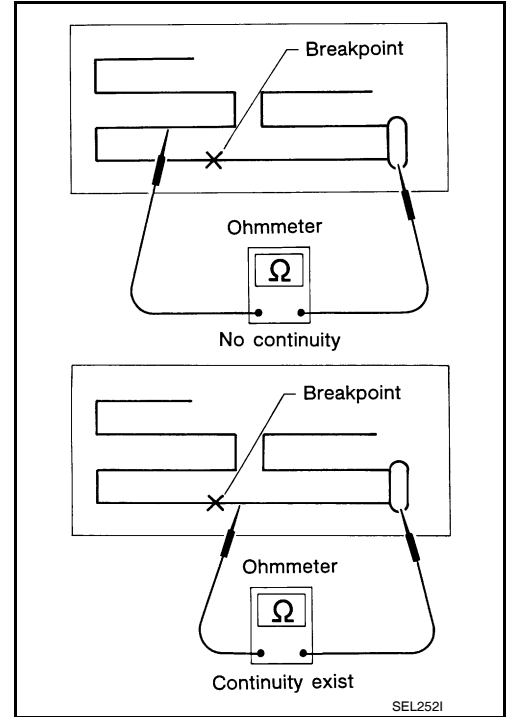 Breakpoint
Ohmmeter
Ω
No continuity
Breakpoint
Ohmmeter
Ω
Continuity exist
SEL252I